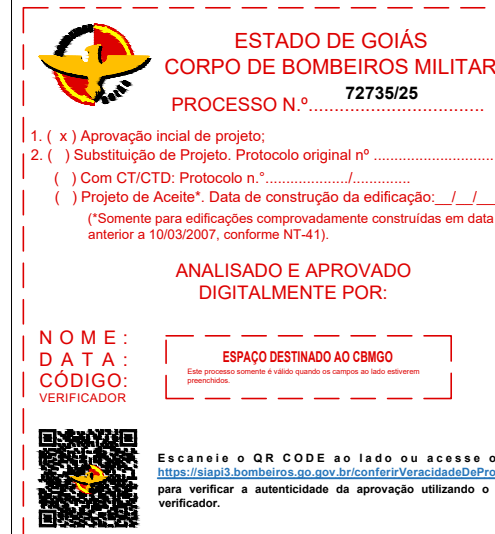 ESTADO DE GOIÁS
CORPO DE BOMBEIROS MILITAR
PROCESSO N.º................................ 72735/25
1. ( x ) Aprovação incial de projeto;
2. ( ) Substituição de Projeto. Protocolo original nº .............................
( ) Com CT/CTD: Protocolo n.°..................../..............
( ) Projeto de Aceite*. Data de construção da edificação:__/__/__
(*Somente para edificações comprovadamente construídas em data
anterior a 10/03/2007, conforme NT-41).
ANALISADO E APROVADO
DIGITALMENTE POR:
NOME:
DATA:
CÓDIGO:
VERIFICADOR
ESPAÇO DESTINADO AO CBMGO
Este processo somente é válido quando os campos ao lado estiverem
preenchidos.
Escaneie o QR CODE ao lado ou acesse o
https://siapi3.bombeiros.go.gov.br/conferirVeracidadeDePro
para verificar a autenticidade da aprovação utilizando o
verificador.